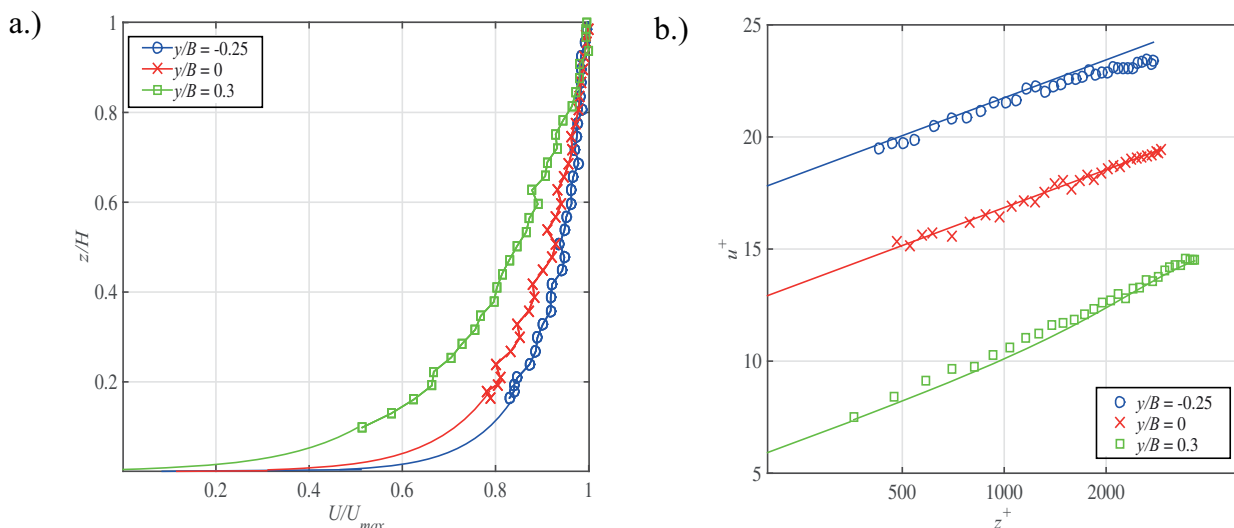 a.)
1
0.8
0.6
0.4
0.2
z/H
0.2
0.4
0.6
0.8
1
U/U_max
y/B = -0.25
y/B = 0
y/B = 0.3
b.)
25
20
15
10
5
u+
500
1000
2000
z+
y/B = -0.25
y/B = 0
y/B = 0.3